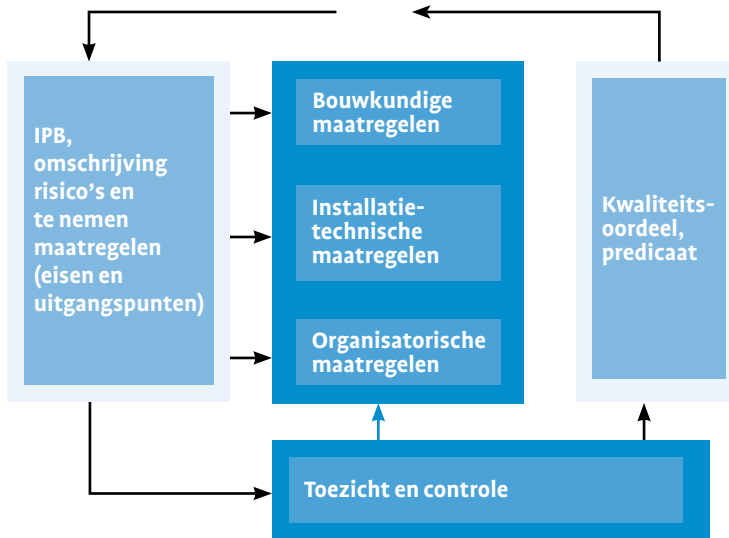 IPB,
omschrijving
risico's en
te nemen
maatregelen
(eisen en
uitgangspunten)
Bouwkundige
maatregelen
Installatie-
technische
maatregelen
Organisatorische
maatregelen
Kwaliteits-
oordeel,
predicaat
Toezicht en controle